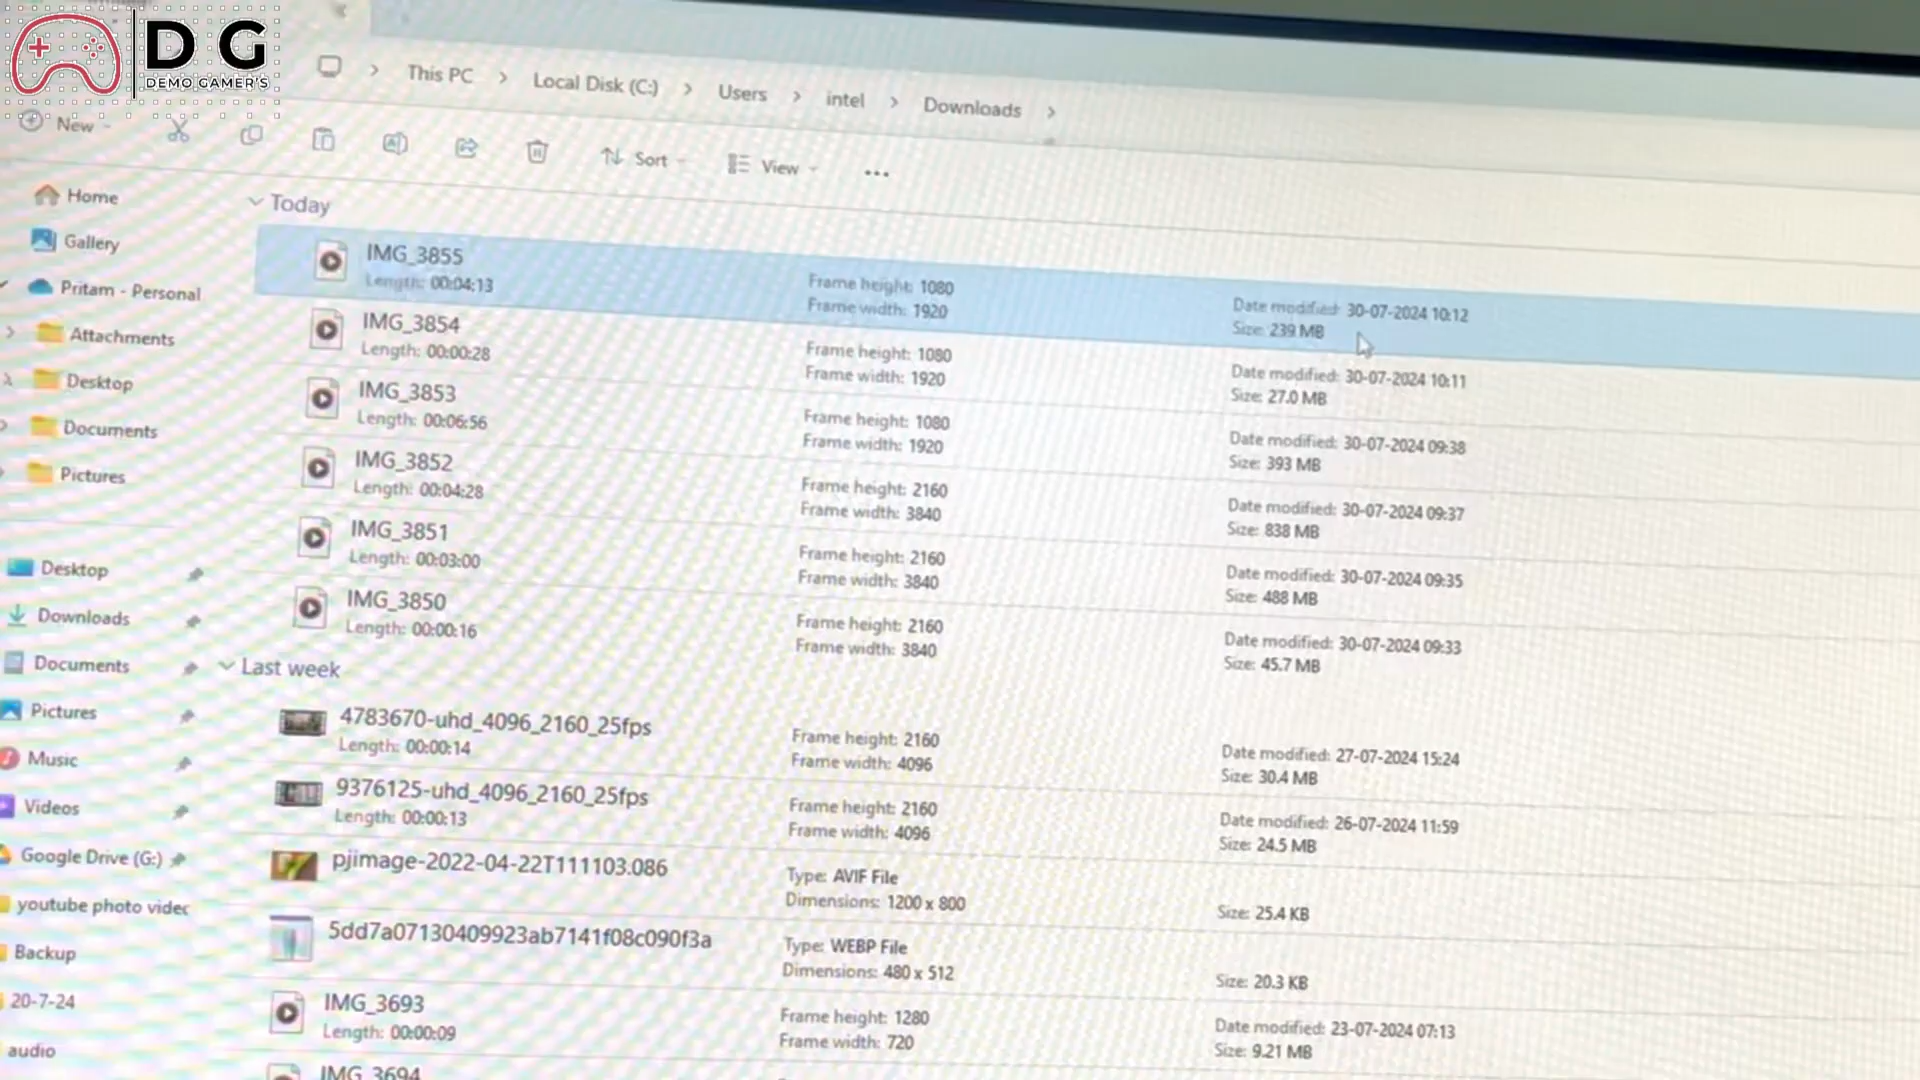 DG
DEMO GAMER'S
This PC > Local Disk (C:) > Users > intel > Downloads >
New
Sort
View
Home
Gallery
Pritam - Personal
Attachments
Desktop
Documents
Pictures
Desktop
Downloads
Documents
Pictures
Music
Videos
Google Drive (G:)
youtube photo videc
Backup
20-7-24
audio
Today
IMG_3855
Length: 00:04:13
Frame height: 1080
Frame width: 1920
Date modified: 30-07-2024 10:12
Size: 239 MB
IMG_3854
Length: 00:00:28
Frame height: 1080
Frame width: 1920
Date modified: 30-07-2024 10:11
Size: 27.0 MB
IMG_3853
Length: 00:06:56
Frame height: 1080
Frame width: 1920
Date modified: 30-07-2024 09:38
Size: 393 MB
IMG_3852
Length: 00:04:28
Frame height: 2160
Frame width: 3840
Date modified: 30-07-2024 09:37
Size: 838 MB
IMG_3851
Length: 00:03:00
Frame height: 2160
Frame width: 3840
Date modified: 30-07-2024 09:35
Size: 488 MB
IMG_3850
Length: 00:00:16
Frame height: 2160
Frame width: 3840
Date modified: 30-07-2024 09:33
Size: 45.7 MB
Last week
4783670-uhd_4096_2160_25fps
Length: 00:00:14
Frame height: 2160
Frame width: 4096
Date modified: 27-07-2024 15:24
Size: 30.4 MB
9376125-uhd_4096_2160_25fps
Length: 00:00:13
Frame height: 2160
Frame width: 4096
Date modified: 26-07-2024 11:59
Size: 24.5 MB
pjimage-2022-04-22T111103.086
Type: AVIF File
Dimensions: 1200 x 800
Size: 25.4 KB
5dd7a07130409923ab7141f08c090f3a
Type: WEBP File
Dimensions: 480 x 512
Size: 20.3 KB
IMG_3693
Length: 00:00:09
Frame height: 1280
Frame width: 720
Date modified: 23-07-2024 07:13
Size: 9.21 MB
IMG_3694